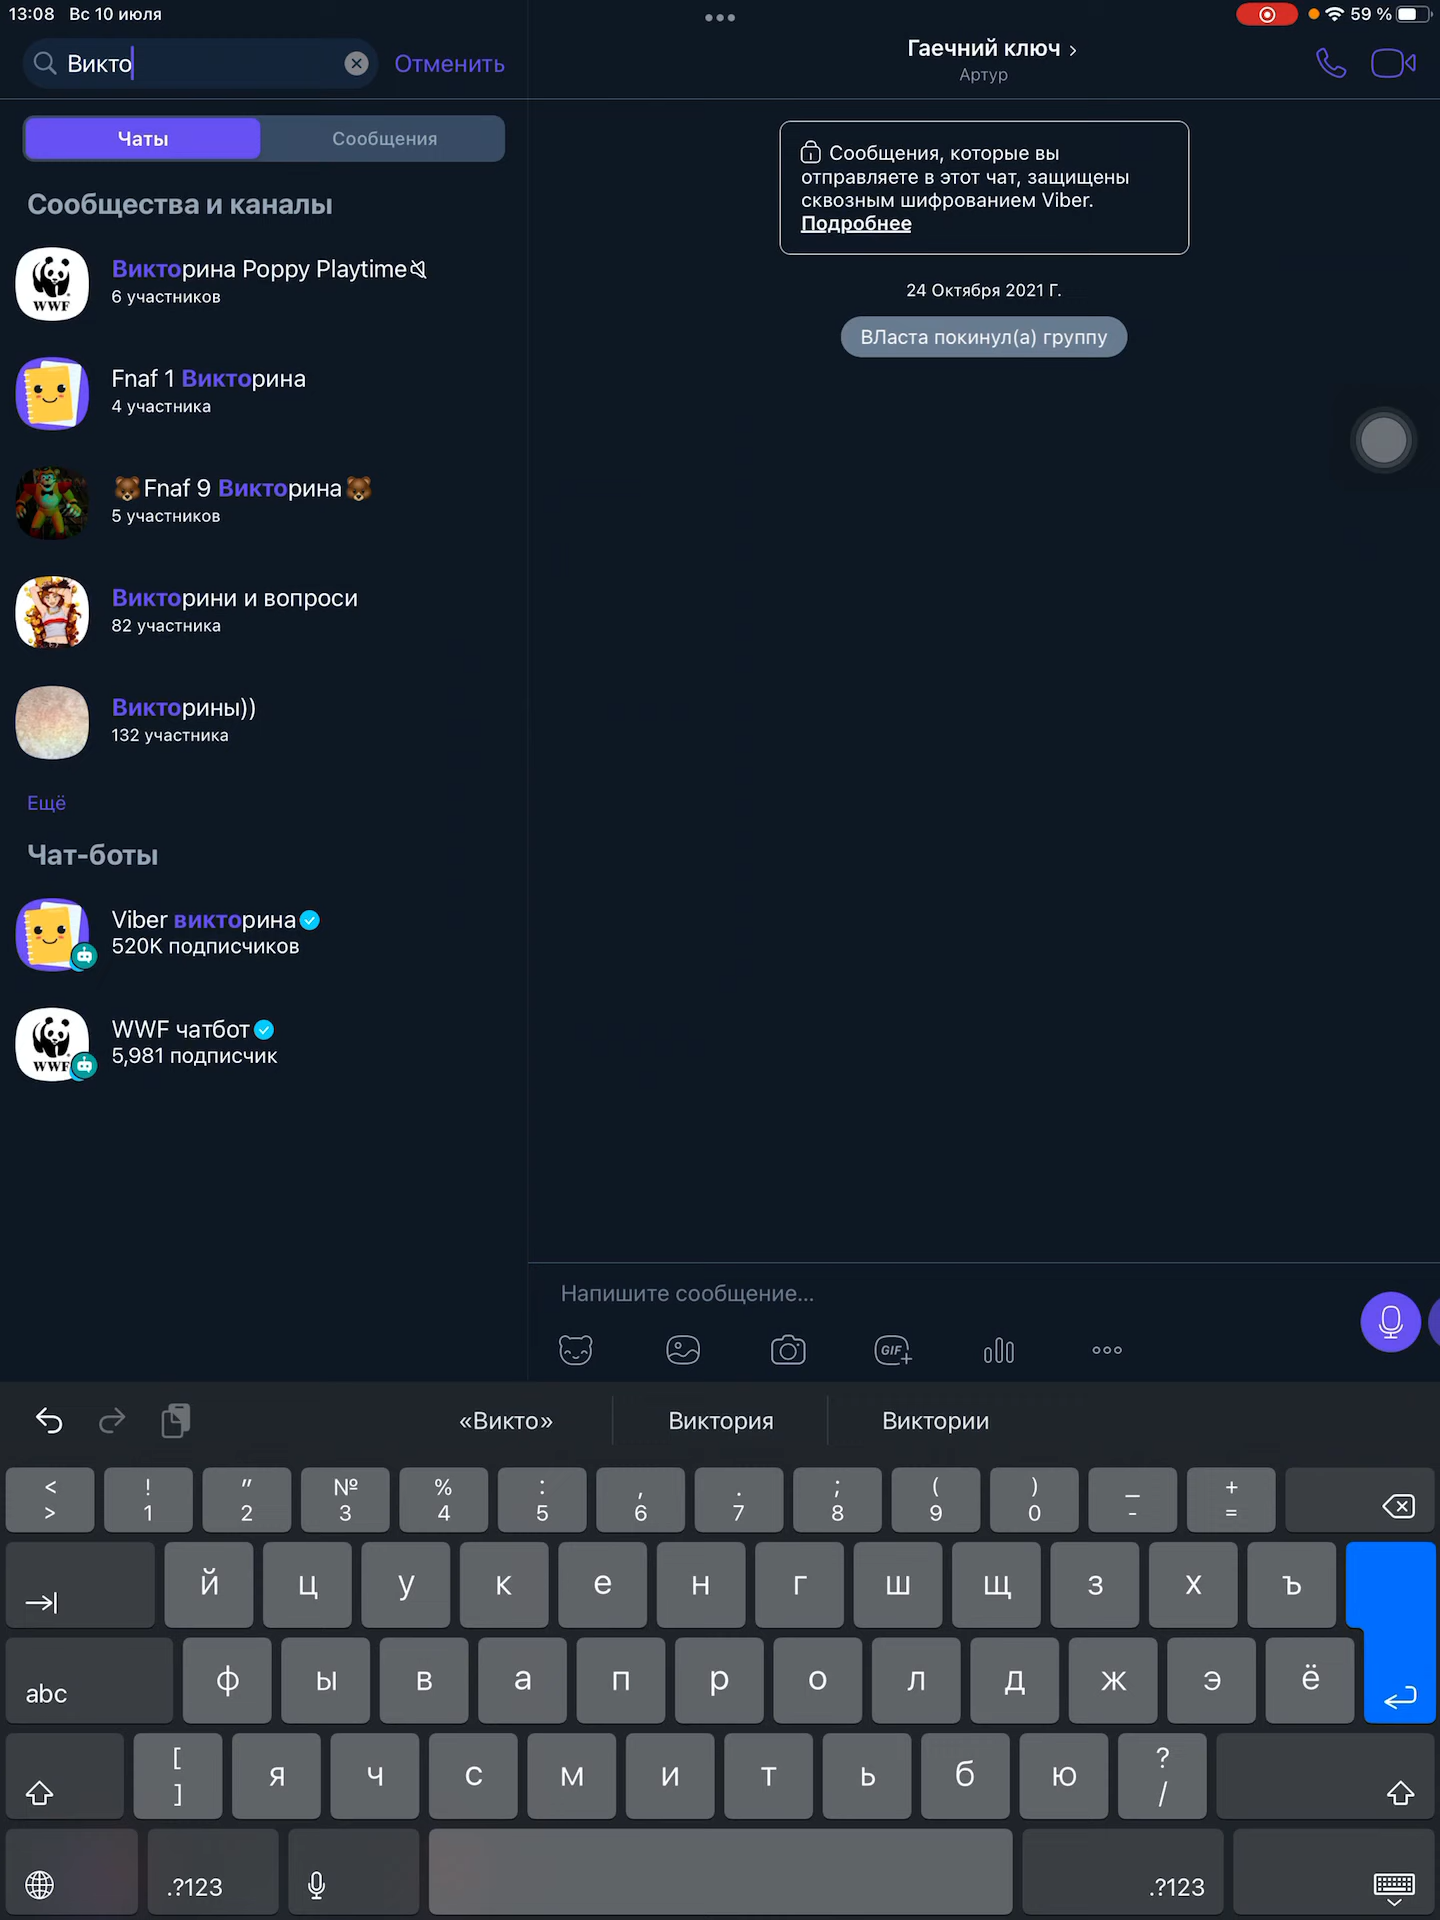 13:08 Вс 10 июля
59 %
Викто
Отменить
Чаты
Сообщения
Сообщества и каналы
WWF
Викторина Poppy Playtime
6 участников
Fnaf 1 Викторина
4 участника
🐻Fnaf 9 Викторина🐻
5 участников
Викторини и вопроси
82 участника
Викторины))
132 участника
Ещё
Чат-боты
Viber викторина
520K подписчиков
WWF
WWF чатбот
5,981 подписчик
Гаечний ключ ›
Артур
Сообщения, которые вы
отправляете в этот чат, защищены
сквозным шифрованием Viber.
Подробнее
24 Октября 2021 Г.
ВЛаста покинул(а) группу
Напишите сообщение...
GIF+
«Викто»
Виктория
Виктории
< ! " № % : , . ; ( ) _ +
> 1 2 3 4 5 6 7 8 9 0 - =
й ц у к е н г ш щ з х ъ
abc ф ы в а п р о л д ж э ё
[ ?
я ч с м и т ь б ю
] /
.?123 .?123